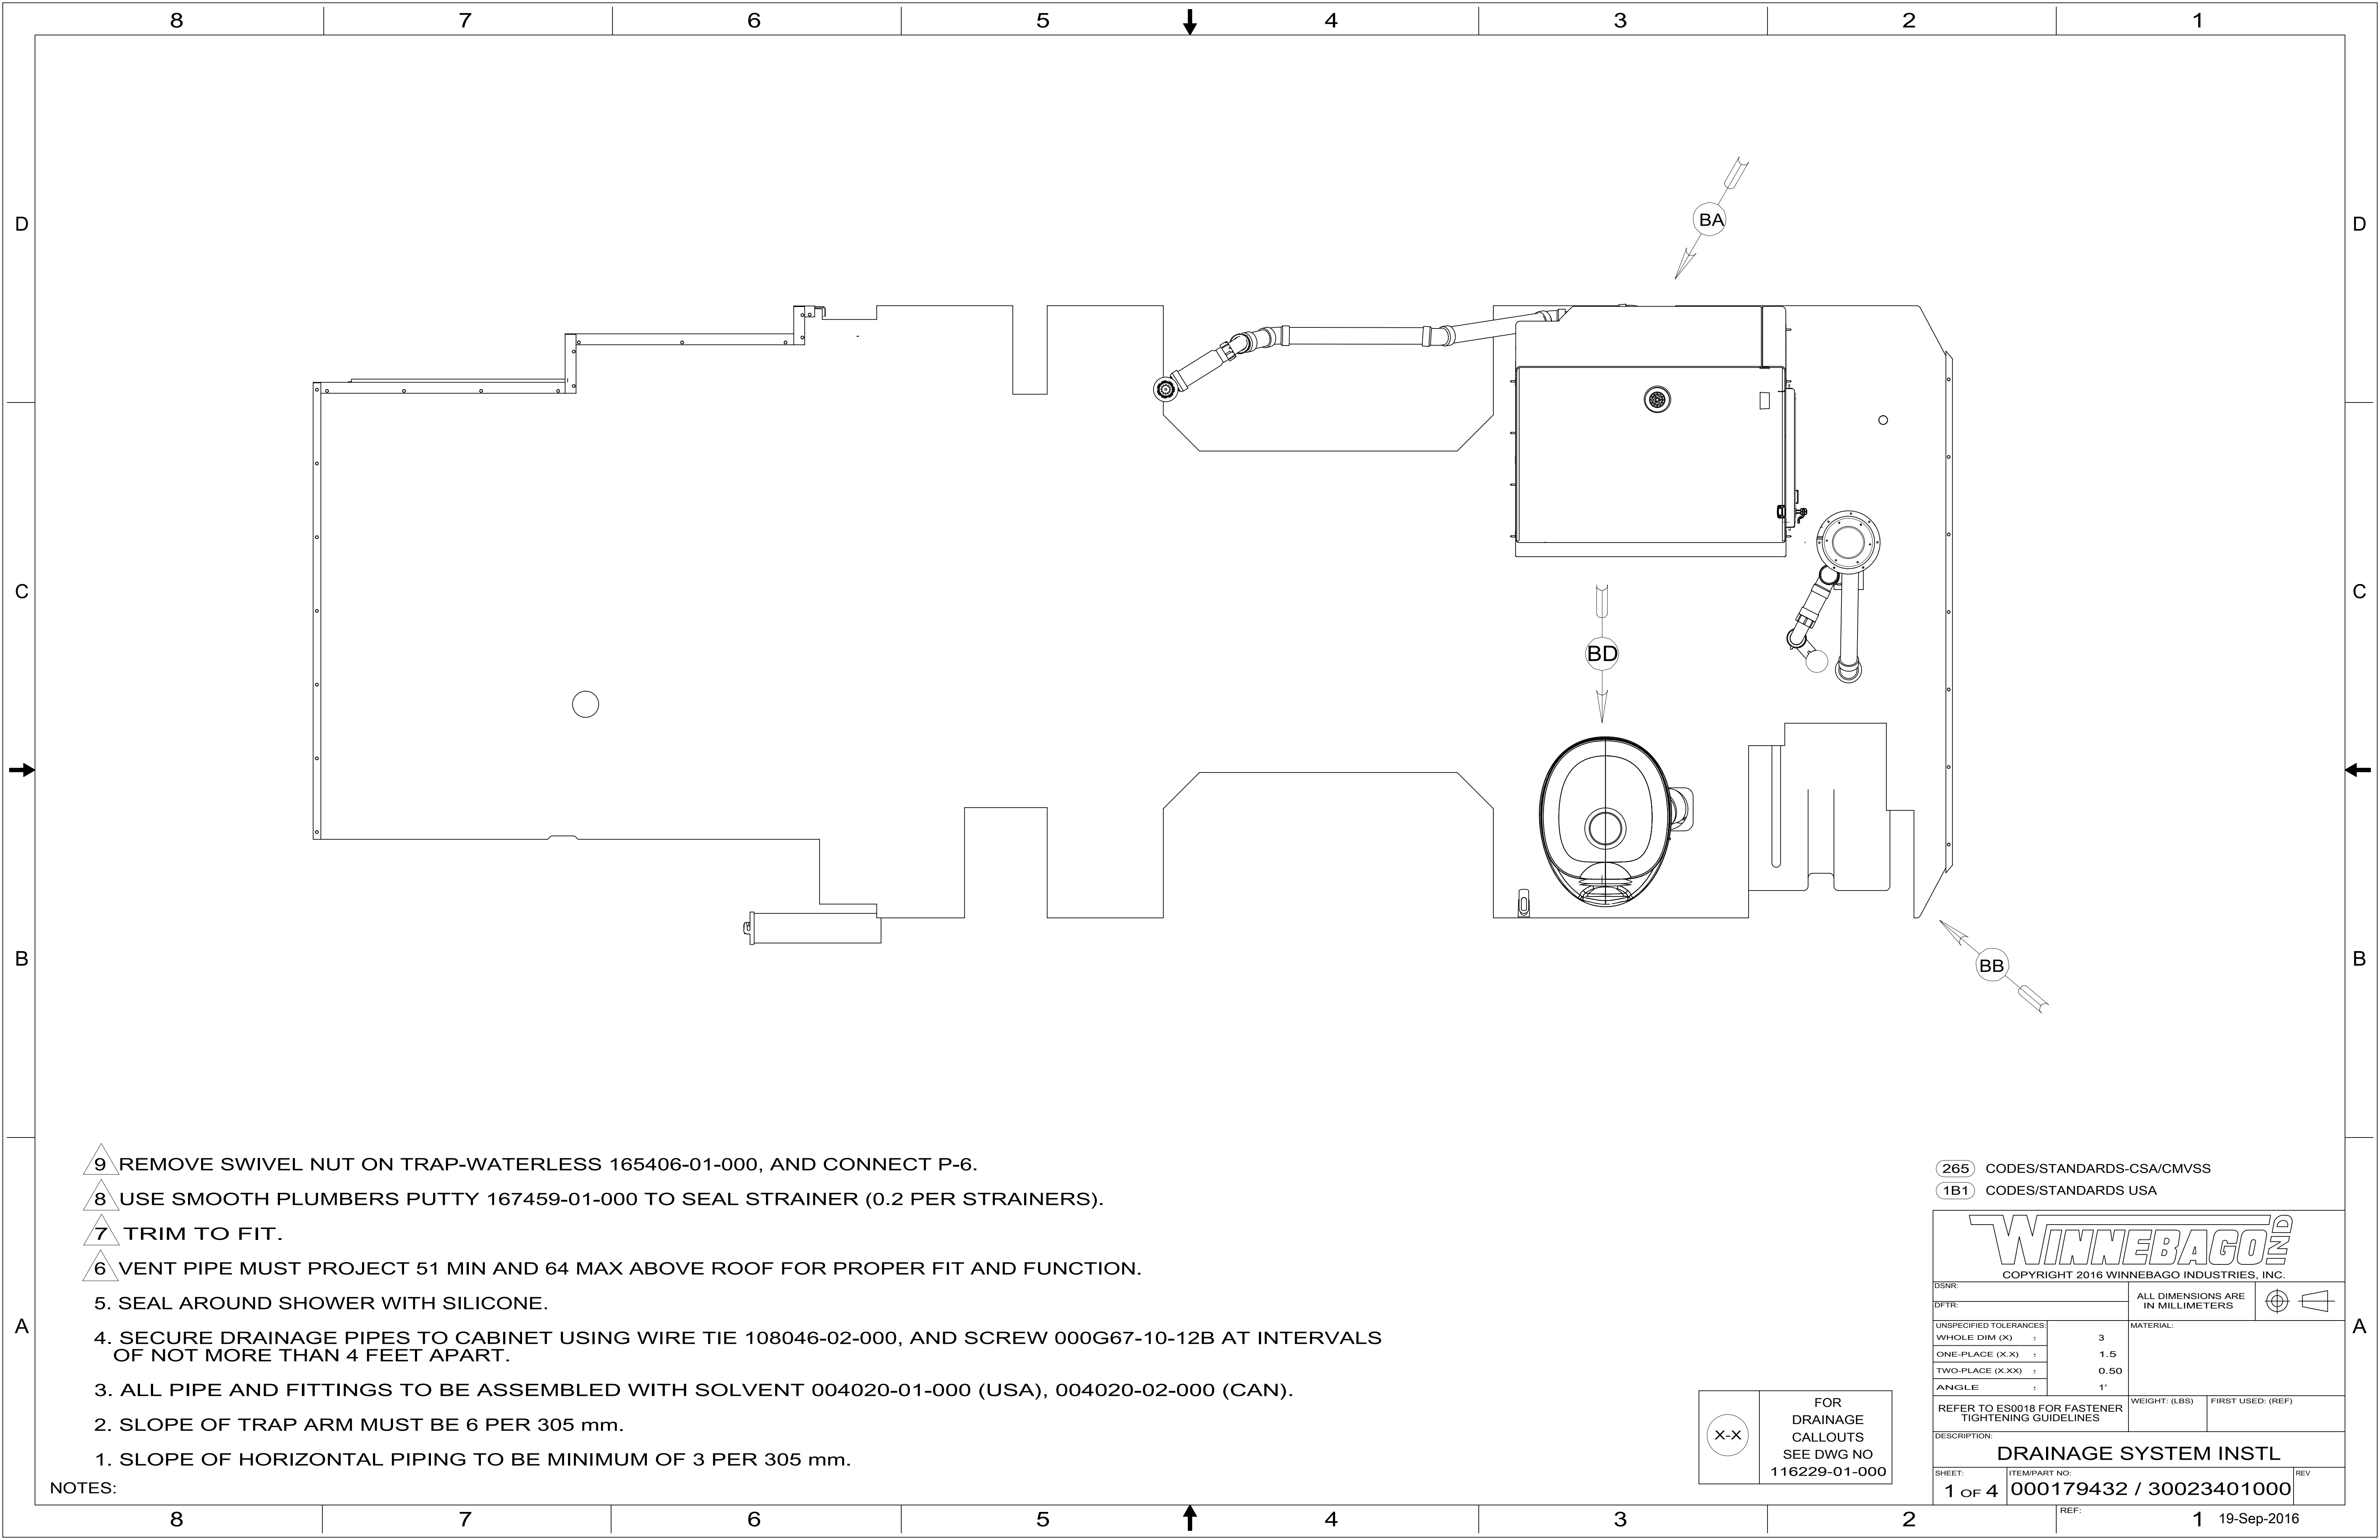 8 7 6 5 4 3 2 1
D D
BA
C C
BD
B B
BB
9 REMOVE SWIVEL NUT ON TRAP-WATERLESS 165406-01-000, AND CONNECT P-6.
8 USE SMOOTH PLUMBERS PUTTY 167459-01-000 TO SEAL STRAINER (0.2 PER STRAINERS).
7 TRIM TO FIT.
6 VENT PIPE MUST PROJECT 51 MIN AND 64 MAX ABOVE ROOF FOR PROPER FIT AND FUNCTION.
5. SEAL AROUND SHOWER WITH SILICONE.
4. SECURE DRAINAGE PIPES TO CABINET USING WIRE TIE 108046-02-000, AND SCREW 000G67-10-12B AT INTERVALS
OF NOT MORE THAN 4 FEET APART.
3. ALL PIPE AND FITTINGS TO BE ASSEMBLED WITH SOLVENT 004020-01-000 (USA), 004020-02-000 (CAN).
2. SLOPE OF TRAP ARM MUST BE 6 PER 305 mm.
1. SLOPE OF HORIZONTAL PIPING TO BE MINIMUM OF 3 PER 305 mm.
NOTES:
A A
X-X
FOR
DRAINAGE
CALLOUTS
SEE DWG NO
116229-01-000
265 CODES/STANDARDS-CSA/CMVSS
1B1 CODES/STANDARDS USA
WINNEBAGO IND
COPYRIGHT 2016 WINNEBAGO INDUSTRIES, INC.
DSNR:
DFTR:
ALL DIMENSIONS ARE
IN MILLIMETERS
UNSPECIFIED TOLERANCES:
WHOLE DIM (X) ± 3
ONE-PLACE (X.X) ± 1.5
TWO-PLACE (X.XX) ± 0.50
ANGLE ± 1°
MATERIAL:
REFER TO ES0018 FOR FASTENER
TIGHTENING GUIDELINES
WEIGHT: (LBS)
FIRST USED: (REF)
DESCRIPTION:
DRAINAGE SYSTEM INSTL
SHEET:
1 OF 4
ITEM/PART NO:
000179432 / 30023401000
REV
REF:
8 7 6 5 4 3 2 1
19-Sep-2016